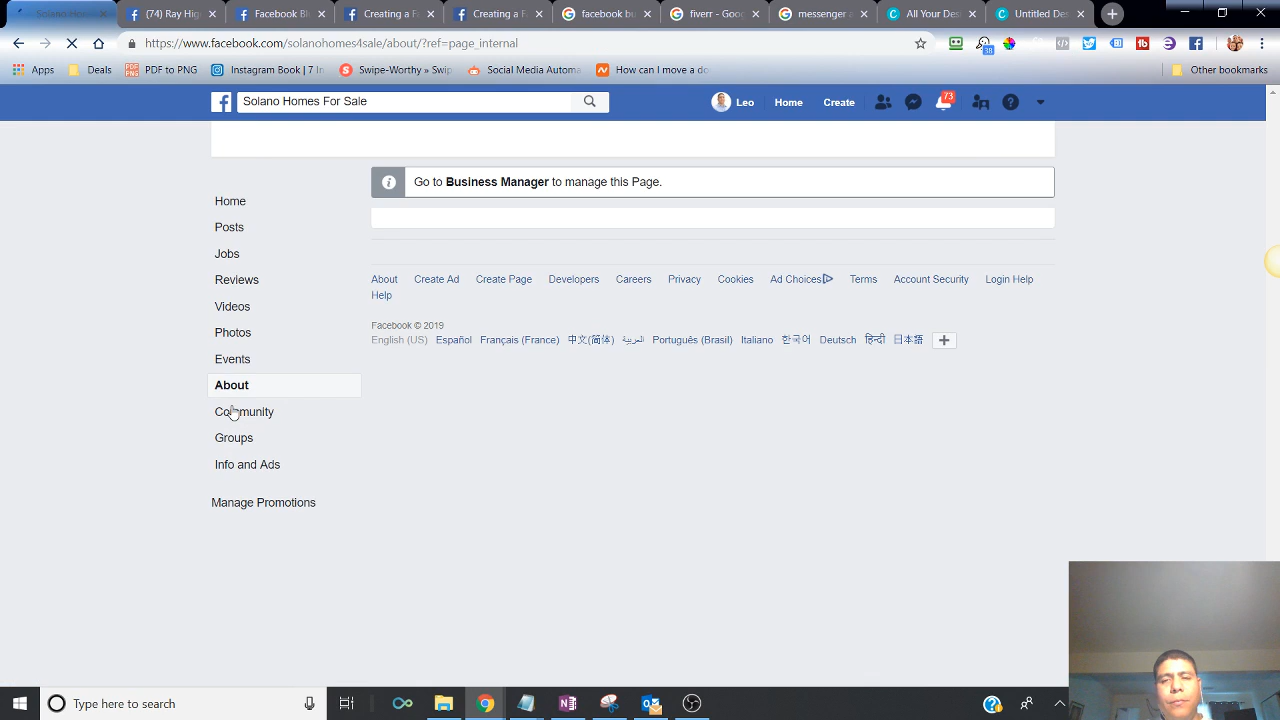 Solano Hom
(74) Ray Hig
Facebook Bl
Creating a F
Creating a F
facebook bu
fiverr - Goo
messenger a
All Your Des
Untitled Des
https://www.facebook.com/solanohomes4sale/about/?ref=page_internal
38
Apps
Deals
PDF to PNG
Instagram Book | 7 In
Swipe-Worthy » Swip
Social Media Automa
How can I move a do
Other bookmarks
Solano Homes For Sale
Leo
Home
Create
73
Go to Business Manager to manage this Page.
Home
Posts
Jobs
Reviews
Videos
Photos
Events
About
Community
Groups
Info and Ads
Manage Promotions
About Create Ad Create Page Developers Careers Privacy Cookies Ad Choices Terms Account Security Login Help
Help
Facebook © 2019
English (US) Español Français (France) 中文(简体) العربية Português (Brasil) Italiano 한국어 Deutsch हिन्दी 日本語
Type here to search